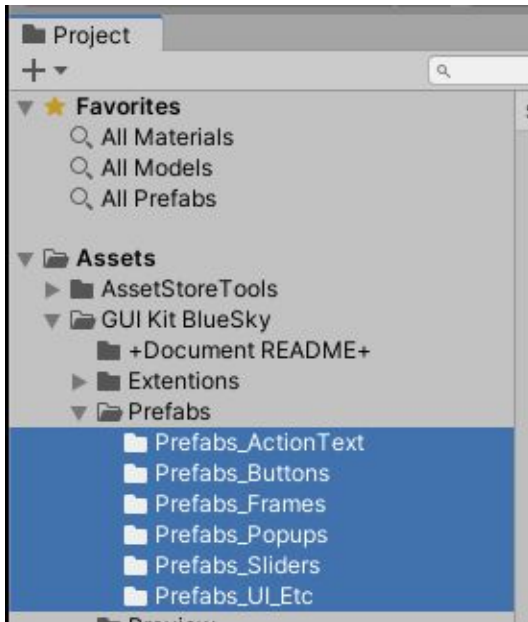 Project
Favorites
All Materials
All Models
All Prefabs
Assets
AssetStoreTools
GUI Kit BlueSky
+Document README+
Extentions
Prefabs
Prefabs_ActionText
Prefabs_Buttons
Prefabs_Frames
Prefabs_Popups
Prefabs_Sliders
Prefabs_UI_Etc